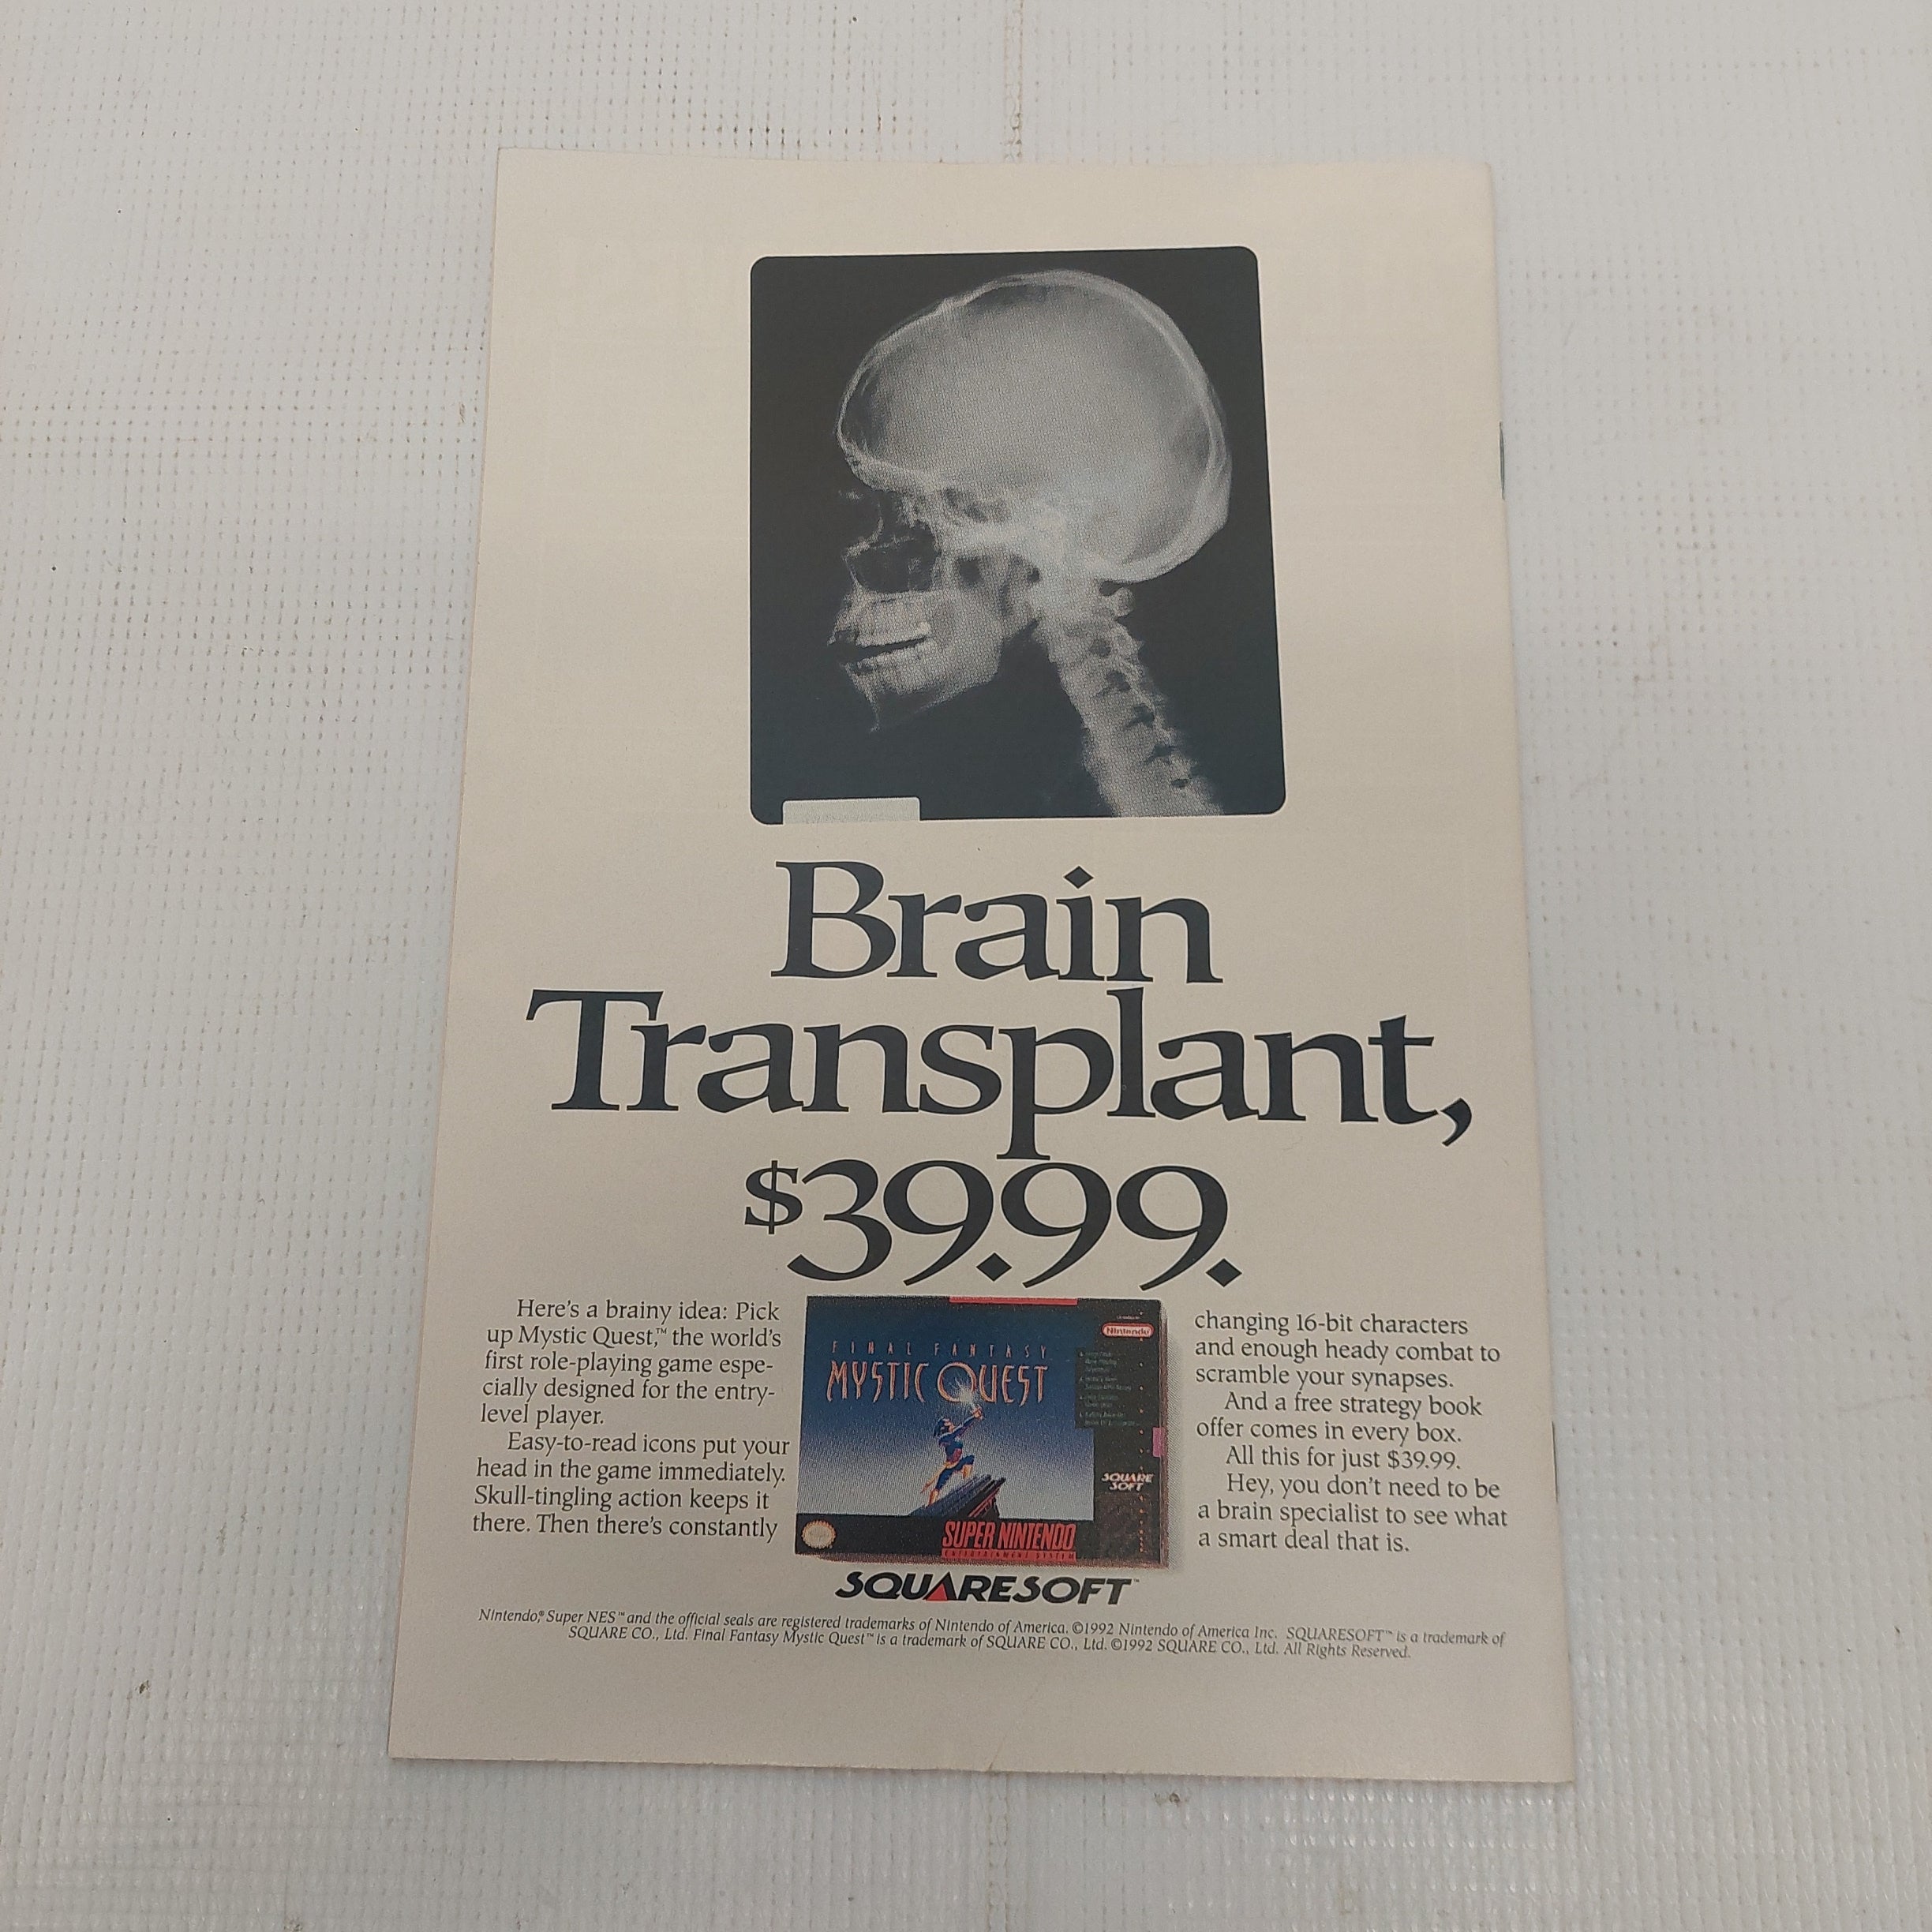 Brain
Transplant,
$39.99.
Here's a brainy idea: Pick
up Mystic Quest,™ the world's
first role-playing game espe-
cially designed for the entry-
level player.
Easy-to-read icons put your
head in the game immediately.
Skull-tingling action keeps it
there. Then there's constantly
FINAL FANTASY
MYSTIC QUEST
Nintendo
SQUARE
SOFT
SUPER NINTENDO
ENTERTAINMENT SYSTEM
changing 16-bit characters
and enough heady combat to
scramble your synapses.
And a free strategy book
offer comes in every box.
All this for just $39.99.
Hey, you don't need to be
a brain specialist to see what
a smart deal that is.
SQUARESOFT™
Nintendo,® Super NES™ and the official seals are registered trademarks of Nintendo of America. ©1992 Nintendo of America Inc. SQUARESOFT™ is a trademark of
SQUARE CO., Ltd. Final Fantasy Mystic Quest™ is a trademark of SQUARE CO., Ltd. ©1992 SQUARE CO., Ltd. All Rights Reserved.